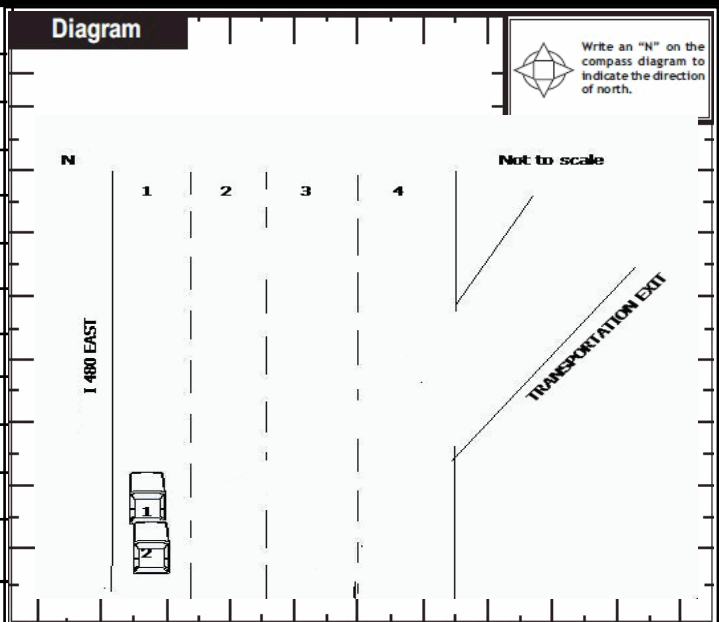 Diagram
Write an "N" on the
compass diagram to
indicate the direction
of north.
N
Not to scale
1 2 3 4
I 480 EAST
TRANSPORTATION EXIT
1
2